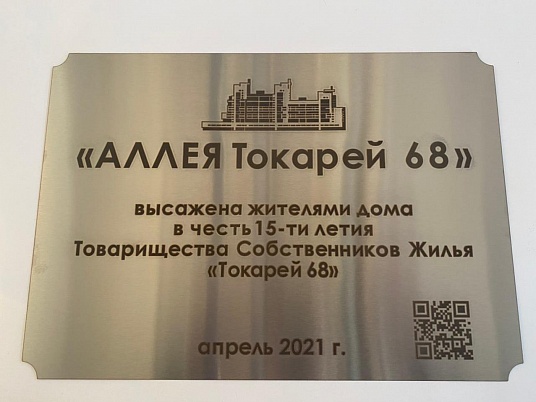 «АЛЛЕЯ Токарей 68»
высажена жителями дома
в честь 15-ти летия
Товарищества Собственников Жилья
«Токарей 68»
апрель 2021 г.